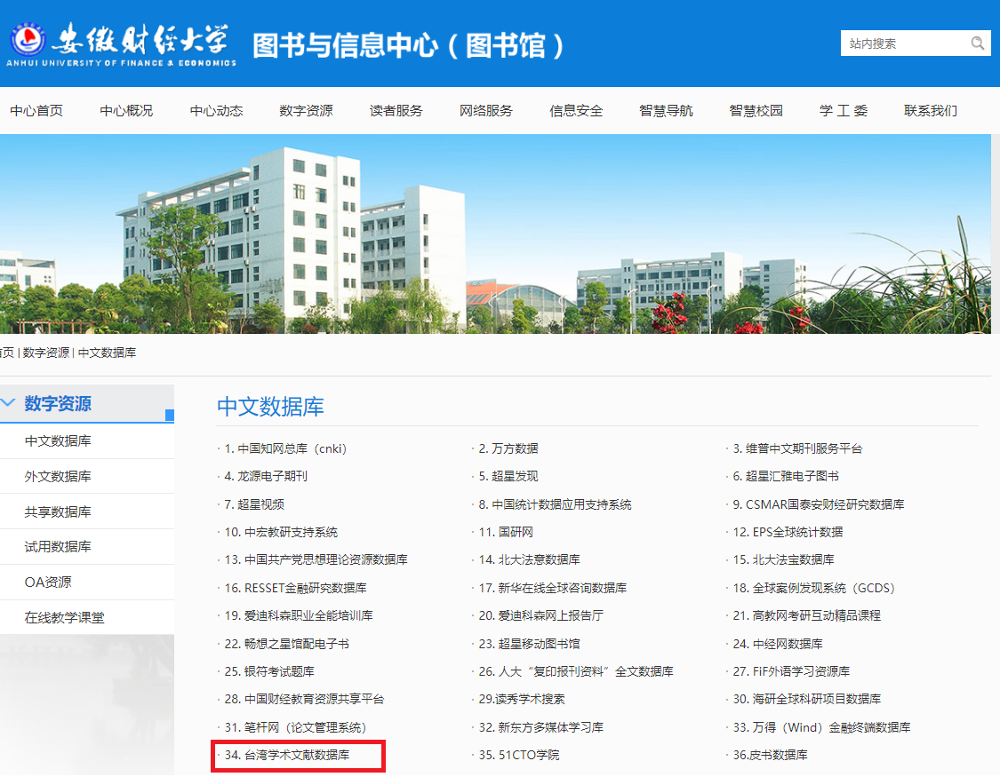 安徽财经大学
ANHUI UNIVERSITY OF FINANCE & ECONOMICS
图书与信息中心（图书馆）
站内搜索
中心首页 中心概况 中心动态 数字资源 读者服务 网络服务 信息安全 智慧导航 智慧校园 学 工 委 联系我们
页 | 数字资源 | 中文数据库
数字资源
中文数据库
外文数据库
共享数据库
试用数据库
OA资源
在线教学课堂
中文数据库
· 1. 中国知网总库（cnki） · 2. 万方数据 · 3. 维普中文期刊服务平台
· 4. 龙源电子期刊 · 5. 超星发现 · 6. 超星汇雅电子图书
· 7. 超星视频 · 8. 中国统计数据应用支持系统 · 9. CSMAR国泰安财经研究数据库
· 10. 中宏教研支持系统 · 11. 国研网 · 12. EPS全球统计数据
· 13. 中国共产党思想理论资源数据库 · 14. 北大法意数据库 · 15. 北大法宝数据库
· 16. RESSET金融研究数据库 · 17. 新华在线全球咨询数据库 · 18. 全球案例发现系统（GCDS）
· 19. 爱迪科森职业全能培训库 · 20. 爱迪科森网上报告厅 · 21. 高教网考研互动精品课程
· 22. 畅想之星馆配电子书 · 23. 超星移动图书馆 · 24. 中经网数据库
· 25. 银符考试题库 · 26. 人大“复印报刊资料”全文数据库 · 27. FiF外语学习资源库
· 28. 中国财经教育资源共享平台 · 29.读秀学术搜索 · 30. 海研全球科研项目数据库
· 31. 笔杆网（论文管理系统） · 32. 新东方多媒体学习库 · 33. 万得（Wind）金融终端数据库
· 34. 台湾学术文献数据库 · 35. 51CTO学院 · 36.皮书数据库